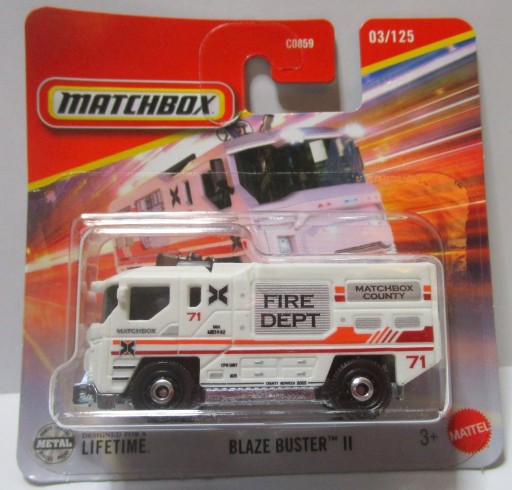 C0859
03/125
MATCHBOX
FIRE
DEPT
MATCHBOX
COUNTY
71
MATCHBOX
71
METAL
DESIGNED FOR A
LIFETIME.
BLAZE BUSTER™ II
3+
MATTEL